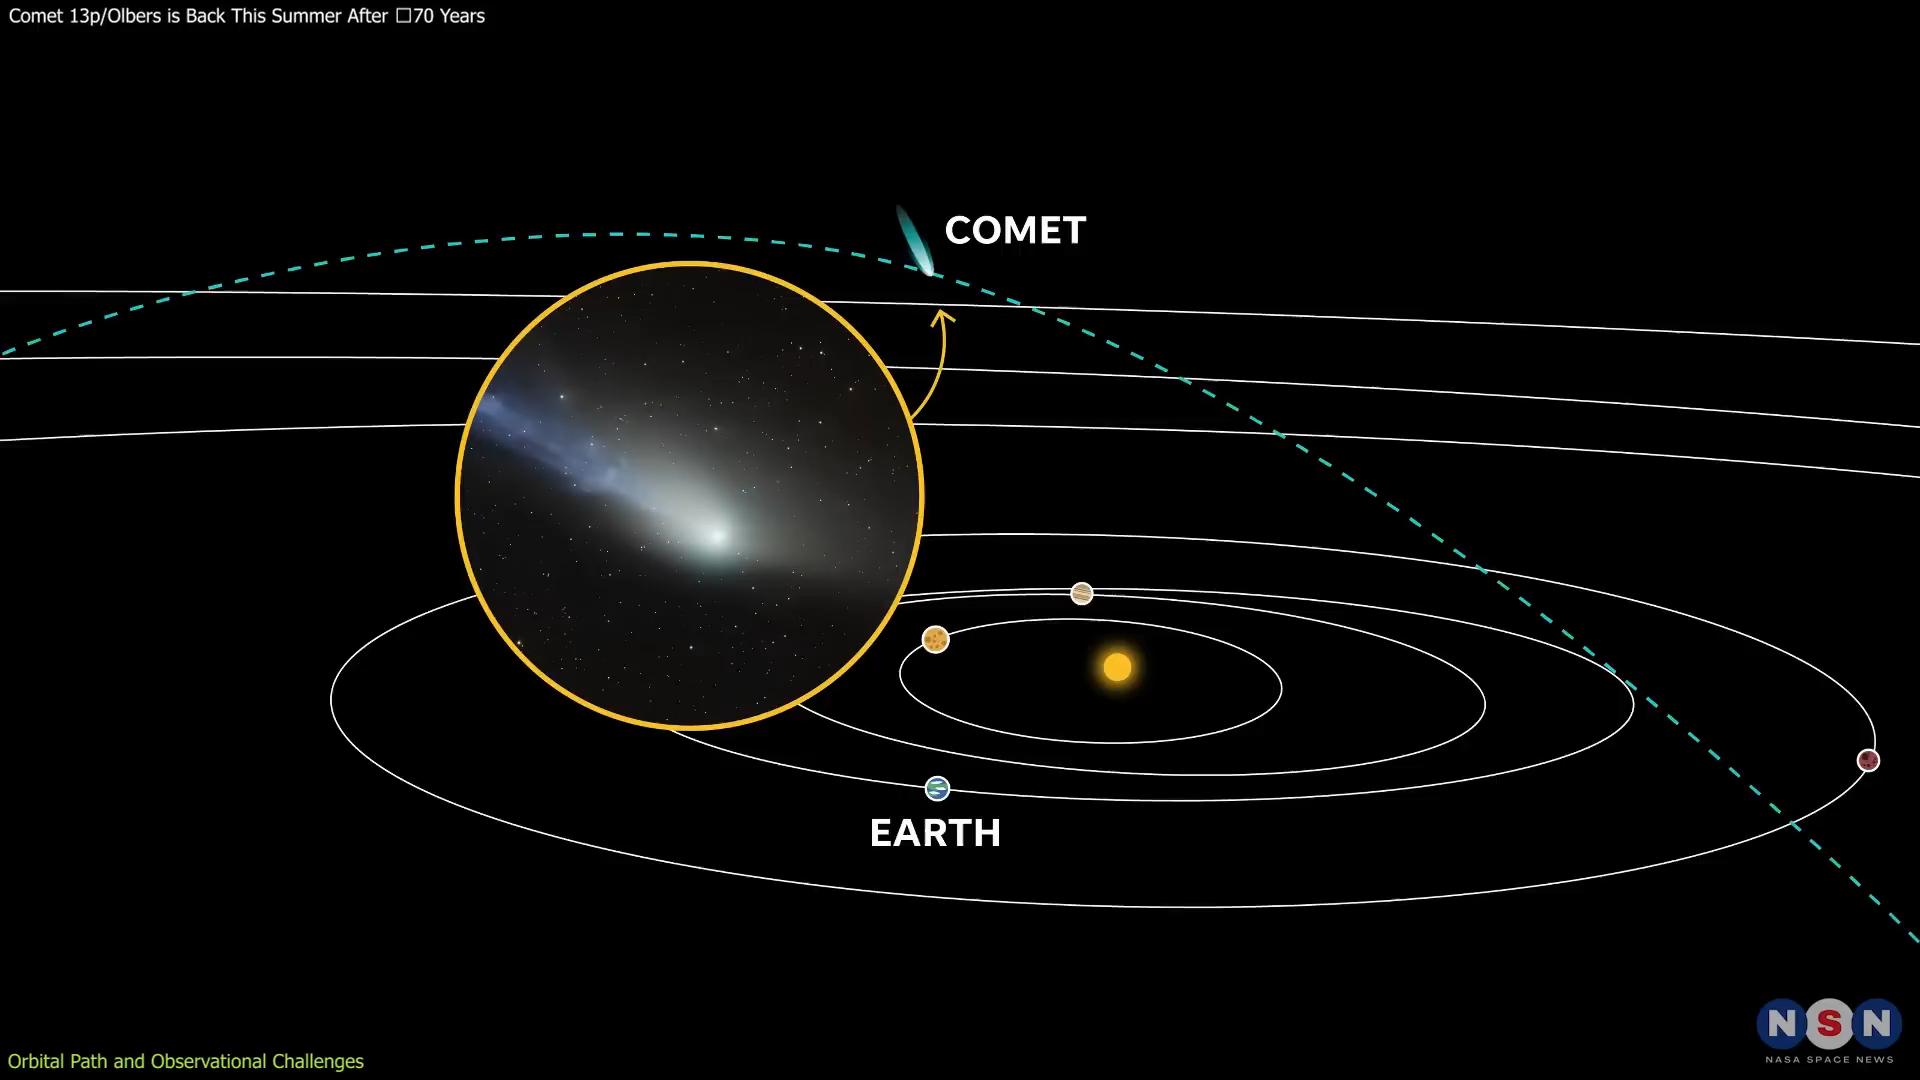 Comet 13p/Olbers is Back This Summer After □70 Years
COMET
EARTH
Orbital Path and Observational Challenges
NSN
NASA SPACE NEWS